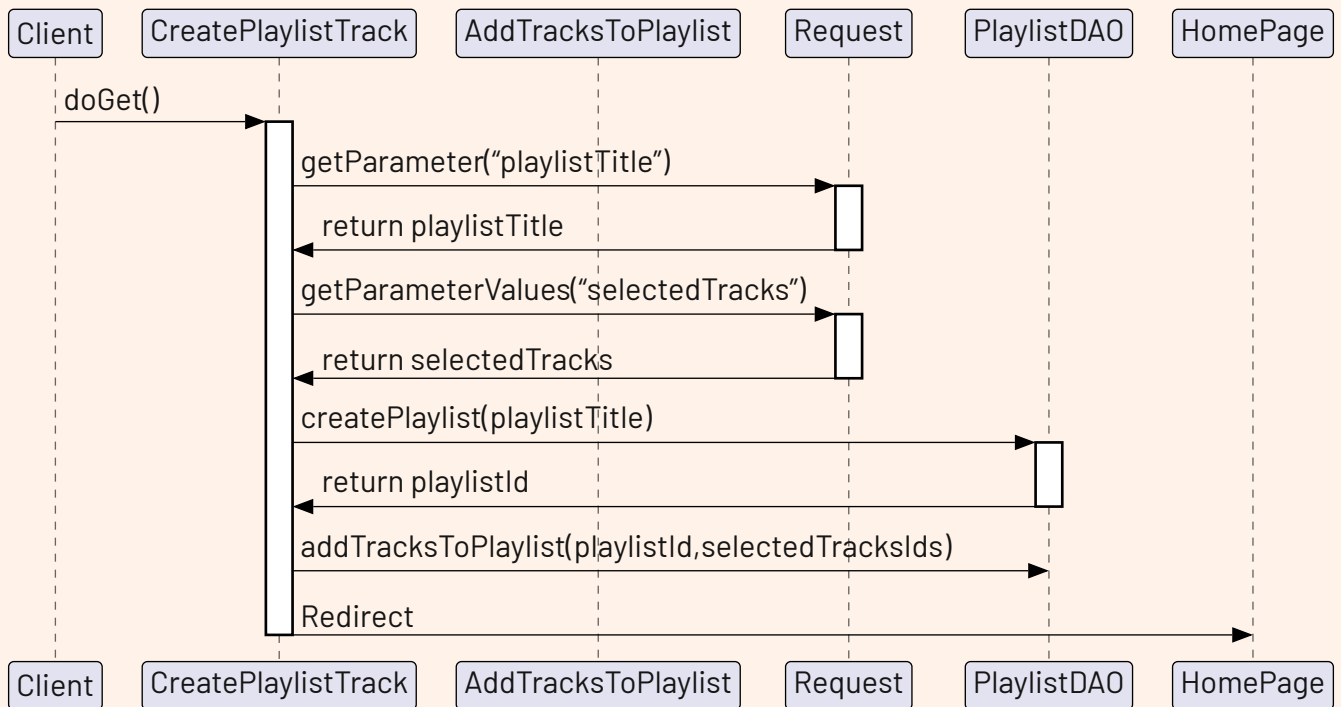 Client CreatePlaylistTrack AddTracksToPlaylist Request PlaylistDAO HomePage
doGet()
getParameter(“playlistTitle”)
return playlistTitle
getParameterValues(“selectedTracks”)
return selectedTracks
createPlaylist(playlistTitle)
return playlistId
addTracksToPlaylist(playlistId,selectedTracksIds)
Redirect
Client CreatePlaylistTrack AddTracksToPlaylist Request PlaylistDAO HomePage